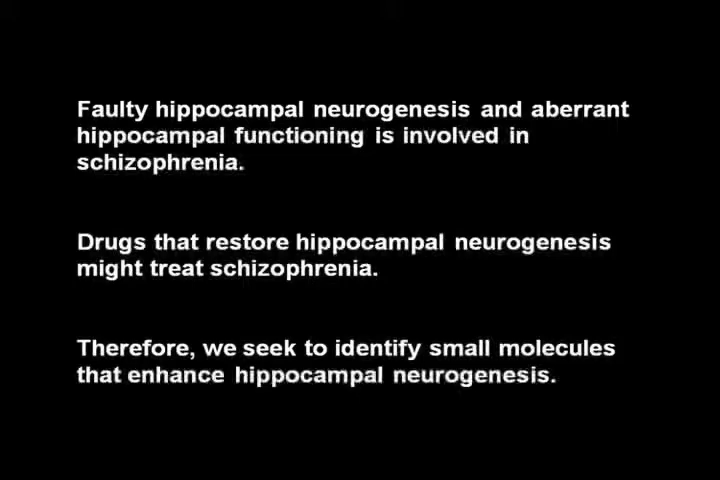 Faulty hippocampal neurogenesis and aberrant
hippocampal functioning is involved in
schizophrenia.
Drugs that restore hippocampal neurogenesis
might treat schizophrenia.
Therefore, we seek to identify small molecules
that enhance hippocampal neurogenesis.